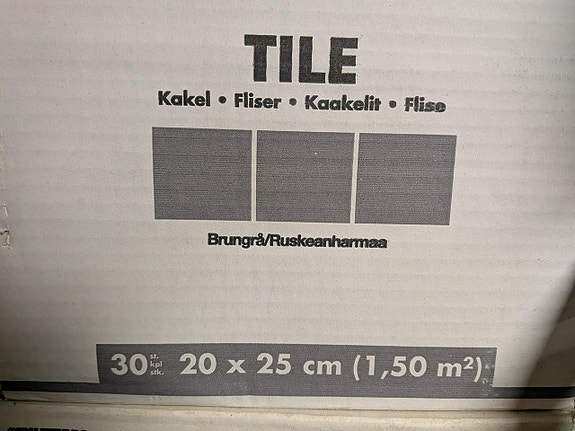 TILE
Kakel • Fliser • Kaakelit • Flise
Brungrå/Ruskeanharmaa
30 st. kpl stk. 20 x 25 cm (1,50 m²)